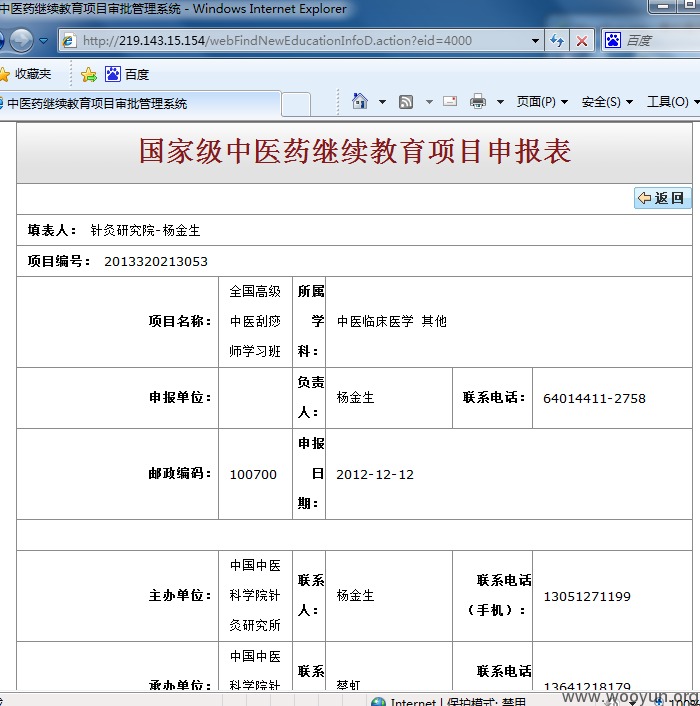 中医药继续教育项目审批管理系统 - Windows Internet Explorer
http://219.143.15.154/webFindNewEducationInfoD.action?eid=4000
百度
收藏夹
百度
中医药继续教育项目审批管理系统
页面(P) 安全(S) 工具(O)
国家级中医药继续教育项目申报表
返回
填表人： 针灸研究院-杨金生
项目编号： 2013320213053
项目名称：
全国高级
中医刮痧
师学习班
所属
学
科：
中医临床医学 其他
申报单位：
负责
人：
杨金生
联系电话：
64014411-2758
邮政编码：
100700
申报
日
期：
2012-12-12
主办单位：
中国中医
科学院针
灸研究所
联系
人：
杨金生
联系电话
（手机）：
13051271199
承办单位：
中国中医
科学院针
联系
联系电话
13641218179
Internet | 保护模式: 禁用
www.wooyun.org